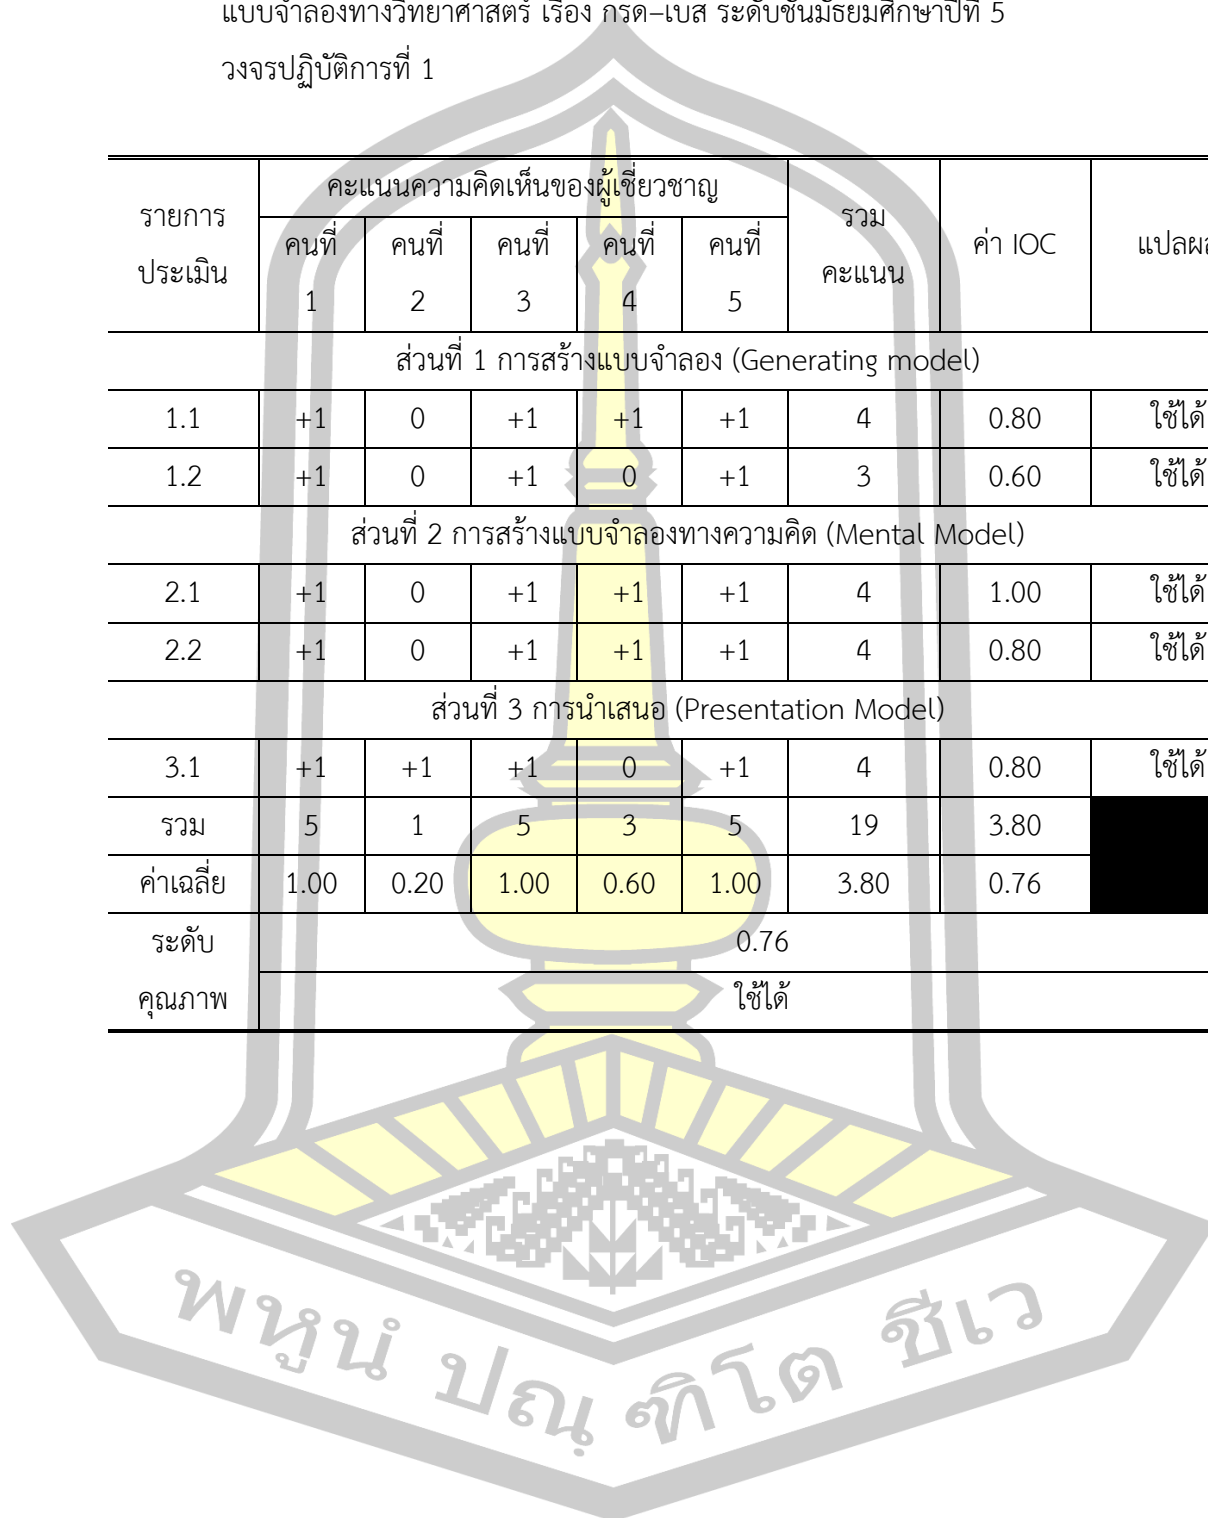 แบบจำลองทางวิทยาศาสตร์ เรื่อง กรด–เบส ระดับชั้นมัธยมศึกษาปีที่ 5
วงจรปฏิบัติการที่ 1
รายการประเมิน คะแนนความคิดเห็นของผู้เชี่ยวชาญ รวมคะแนน ค่า IOC แปลผล
คนที่ 1 คนที่ 2 คนที่ 3 คนที่ 4 คนที่ 5
ส่วนที่ 1 การสร้างแบบจำลอง (Generating model)
1.1 +1 0 +1 +1 +1 4 0.80 ใช้ได้
1.2 +1 0 +1 0 +1 3 0.60 ใช้ได้
ส่วนที่ 2 การสร้างแบบจำลองทางความคิด (Mental Model)
2.1 +1 0 +1 +1 +1 4 1.00 ใช้ได้
2.2 +1 0 +1 +1 +1 4 0.80 ใช้ได้
ส่วนที่ 3 การนำเสนอ (Presentation Model)
3.1 +1 +1 +1 0 +1 4 0.80 ใช้ได้
รวม 5 1 5 3 5 19 3.80
ค่าเฉลี่ย 1.00 0.20 1.00 0.60 1.00 3.80 0.76
ระดับ 0.76
คุณภาพ ใช้ได้
พหูนํ ปณฺฑิโต ชีเว